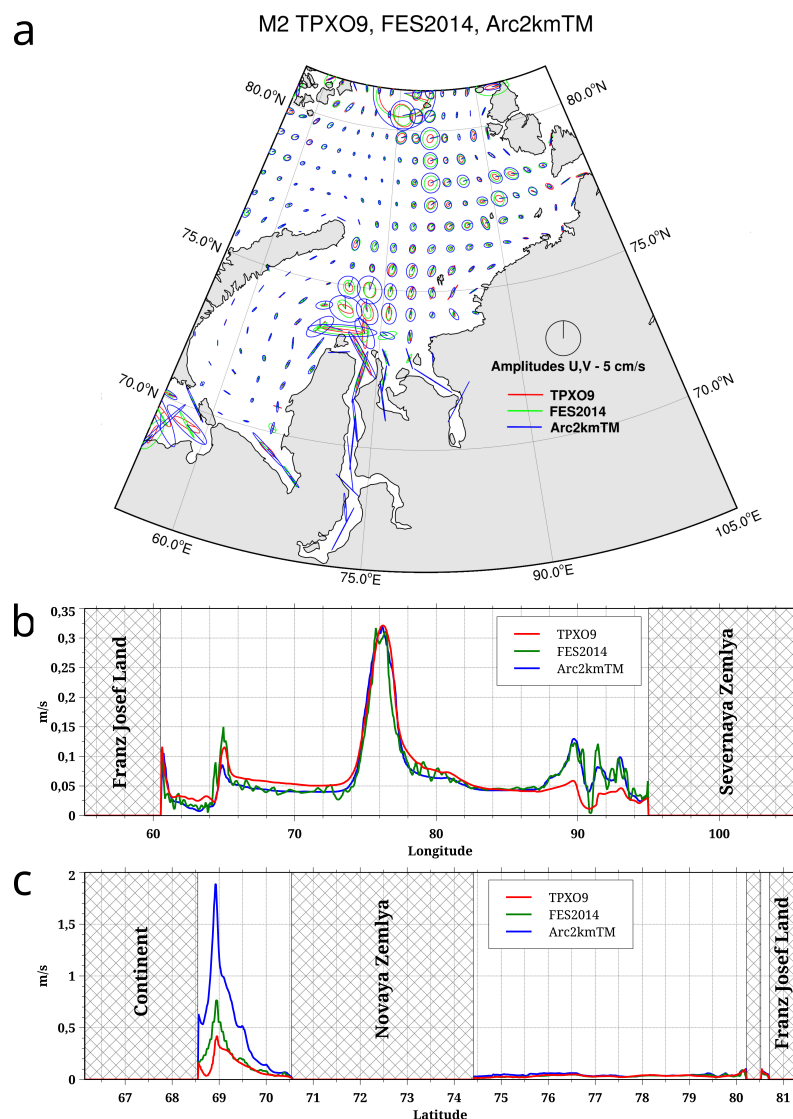 a
M2 TPXO9, FES2014, Arc2kmTM
80.0°N
80.0°N
75.0°N
75.0°N
Amplitudes U,V - 5 cm/s
70.0°N
70.0°N
TPXO9
FES2014
Arc2kmTM
60.0°E
75.0°E
90.0°E
105.0°E
b
0,35
0,3
0,25
0,2
0,15
0,1
0,05
0
m/s
Franz Josef Land
TPXO9
FES2014
Arc2kmTM
Severnaya Zemlya
60 70 80 90 100
Longitude
c
2
1,5
1
0,5
0
m/s
Continent
Novaya Zemlya
TPXO9
FES2014
Arc2kmTM
Franz Josef Land
67 68 69 70 71 72 73 74 75 76 77 78 79 80 81
Latitude